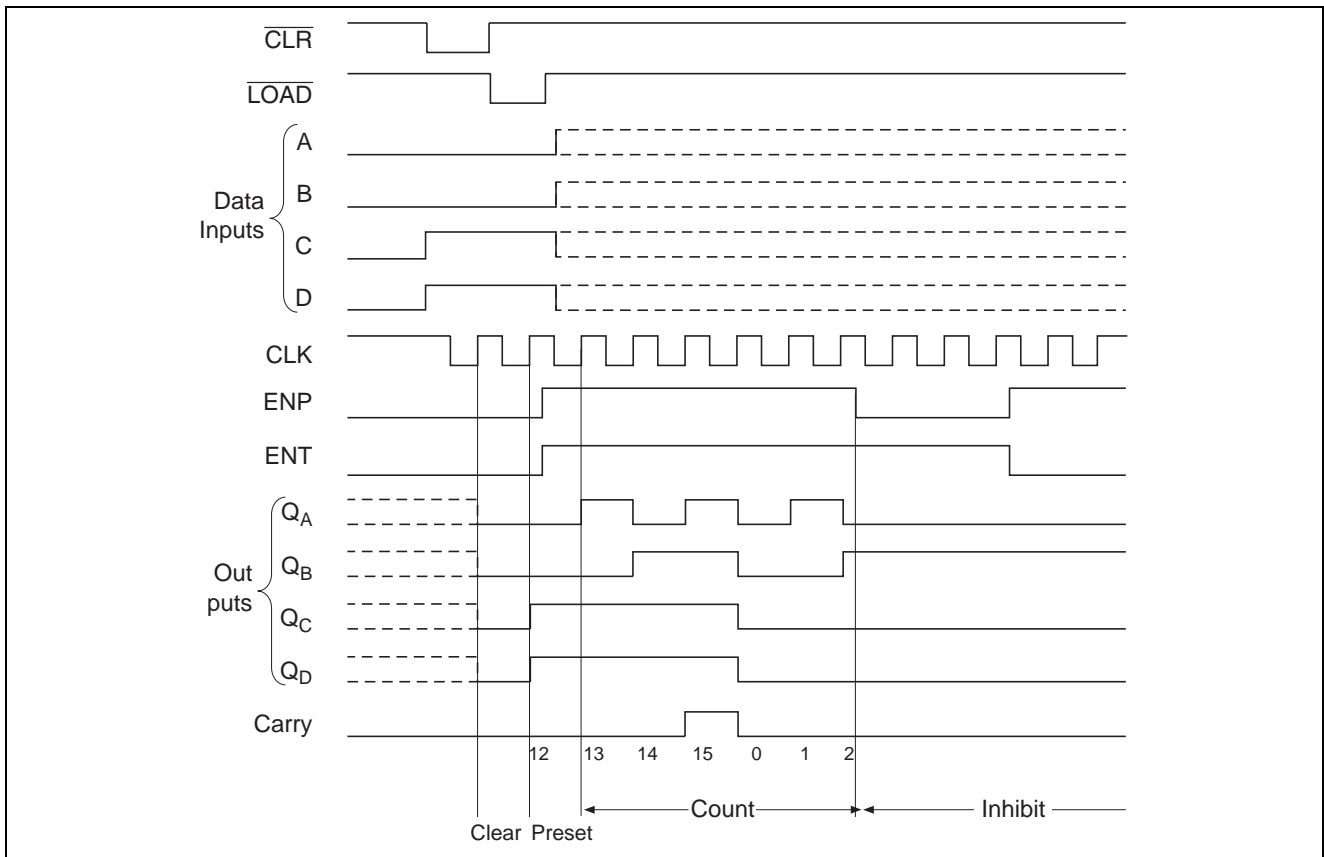 CLR
LOAD
A
B
Data
Inputs
C
D
CLK
ENP
ENT
QA
QB
Out
puts
QC
QD
Carry
12 13 14 15 0 1 2
Count Inhibit
Clear Preset